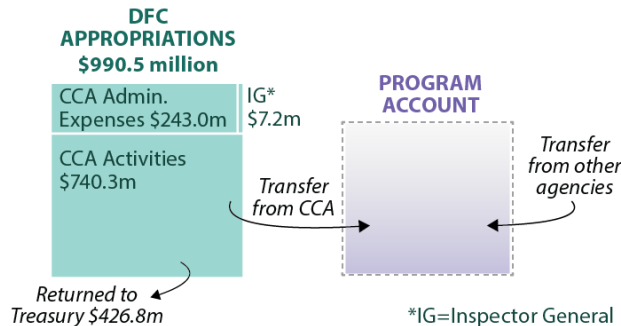 DFC
APPROPRIATIONS
$990.5 million
CCA Admin.
Expenses $243.0m
IG*
$7.2m
CCA Activities
$740.3m
Returned to
Treasury $426.8m
Transfer
from CCA
PROGRAM
ACCOUNT
Transfer
from other
agencies
*IG=Inspector General